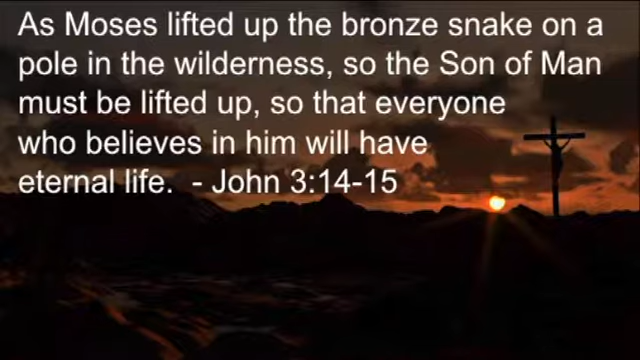 As Moses lifted up the bronze snake on a
pole in the wilderness, so the Son of Man
must be lifted up, so that everyone
who believes in him will have
eternal life.  - John 3:14-15